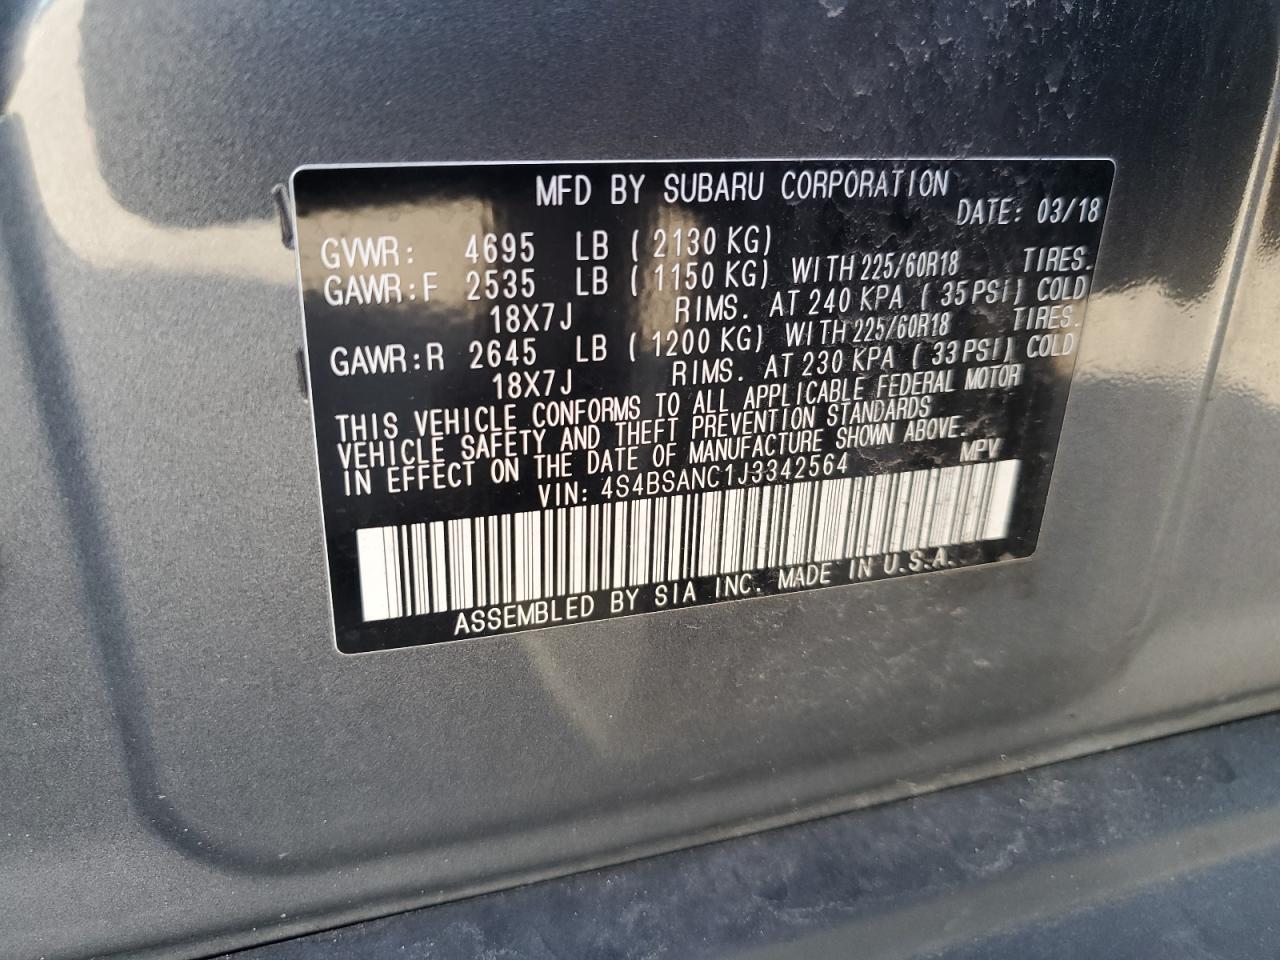 MFD BY SUBARU CORPORATION
DATE: 03/18
GVWR: 4695 LB ( 2130 KG)
GAWR:F 2535 LB ( 1150 KG) WITH 225/60R18 TIRES.
18X7J RIMS. AT 240 KPA ( 35 PSI) COLD
GAWR:R 2645 LB ( 1200 KG) WITH 225/60R18 TIRES.
18X7J RIMS. AT 230 KPA ( 33 PSI) COLD
THIS VEHICLE CONFORMS TO ALL APPLICABLE FEDERAL MOTOR
VEHICLE SAFETY AND THEFT PREVENTION STANDARDS
IN EFFECT ON THE DATE OF MANUFACTURE SHOWN ABOVE.
VIN: 4S4BSANC1J3342564 MPV
ASSEMBLED BY SIA INC. MADE IN U.S.A.